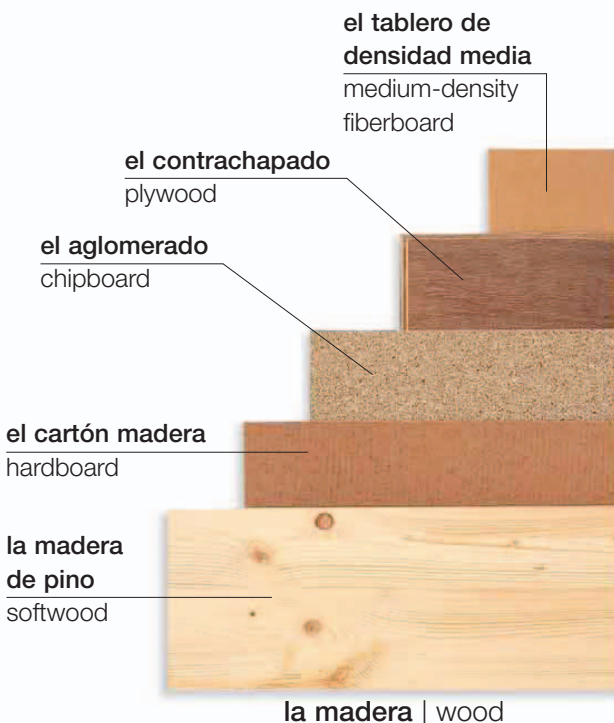 el tablero de
densidad media
medium-density
fiberboard
el contrachapado
plywood
el aglomerado
chipboard
el cartón madera
hardboard
la madera
de pino
softwood
la madera | wood